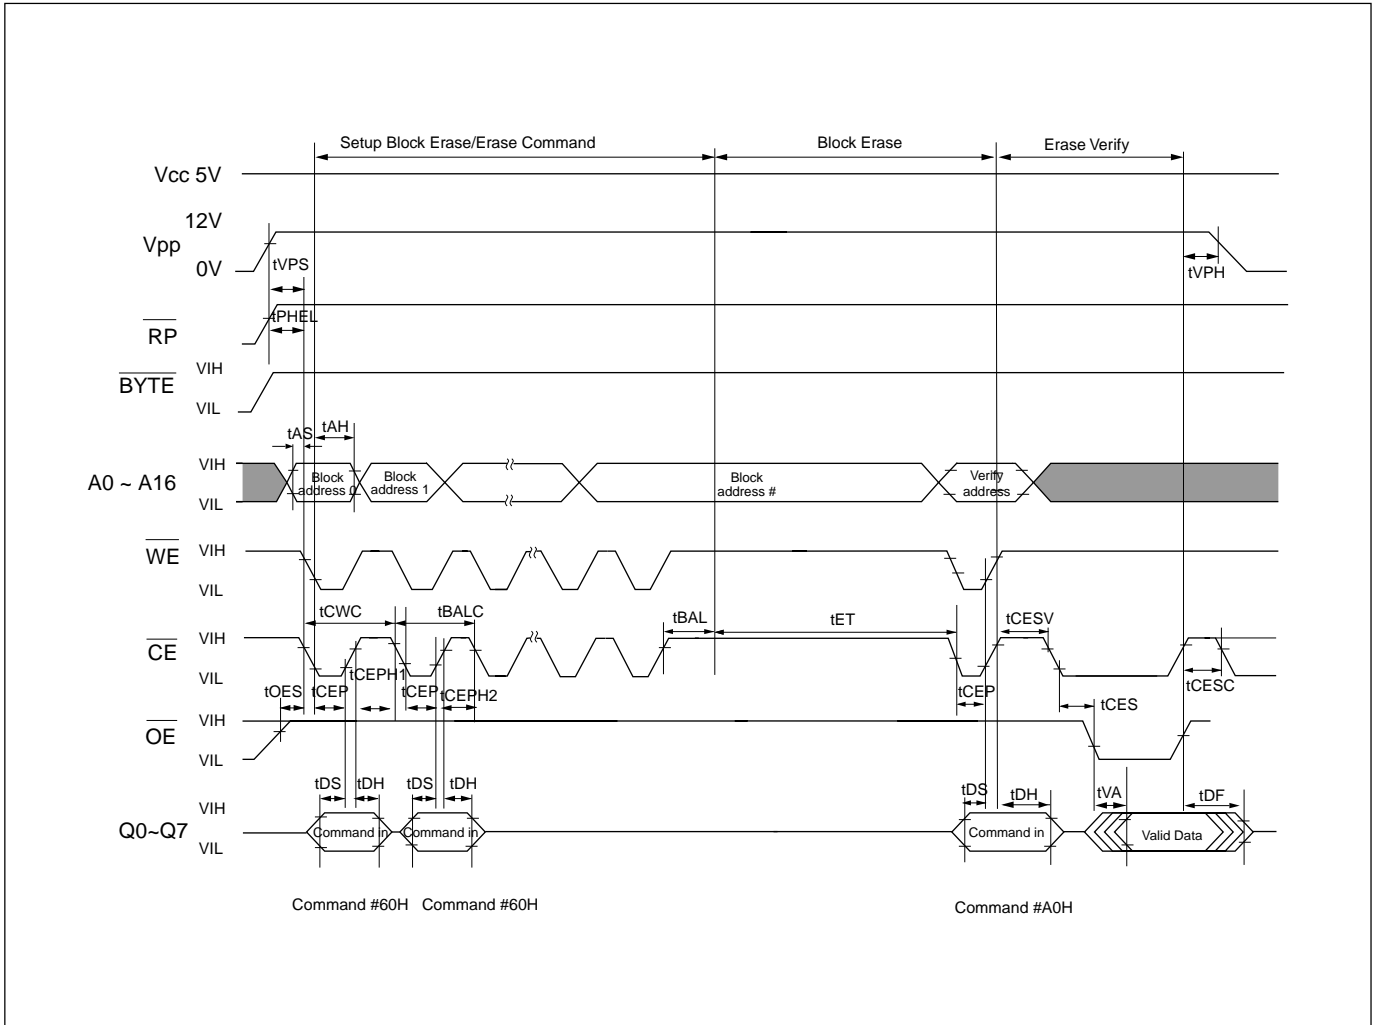 Setup Block Erase/Erase Command
Block Erase
Erase Verify
Vcc 5V
12V
Vpp
0V
tVPS
tVPH
RP
tPHEL
BYTE
VIH
VIL
tAS
tAH
A0 ~ A16
VIH
VIL
Block address 0
Block address 1
Block address #
Verify address
WE
VIH
VIL
tCWC
tBALC
tBAL
tET
tCESV
CE
VIH
VIL
tOES
tCEP
tCEPH1
tCEP
tCEPH2
tCEP
tCES
tCESC
OE
VIH
VIL
tDS
tDH
tDS
tDH
tDS
tDH
tVA
tDF
Q0~Q7
VIH
VIL
Command in
Command in
Command in
Valid Data
Command #60H
Command #60H
Command #A0H